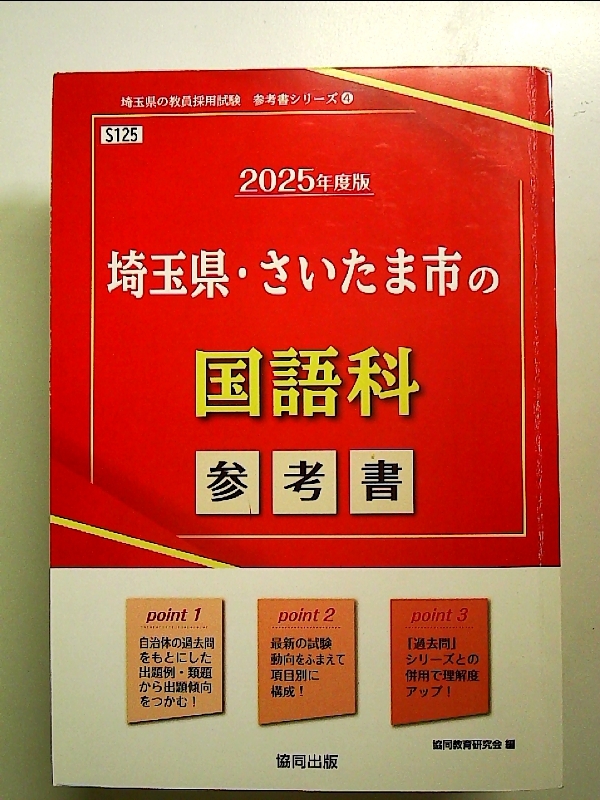 埼玉県の教員採用試験 参考書シリーズ④
S125
2025年度版
埼玉県・さいたま市の
国語科
参考書
point 1
自治体の過去問
をもとにした
出題例・類題
から出題傾向
をつかむ！
point 2
最新の試験
動向をふまえて
項目別に
構成！
point 3
「過去問」
シリーズとの
併用で理解度
アップ！
協同教育研究会 編
協同出版